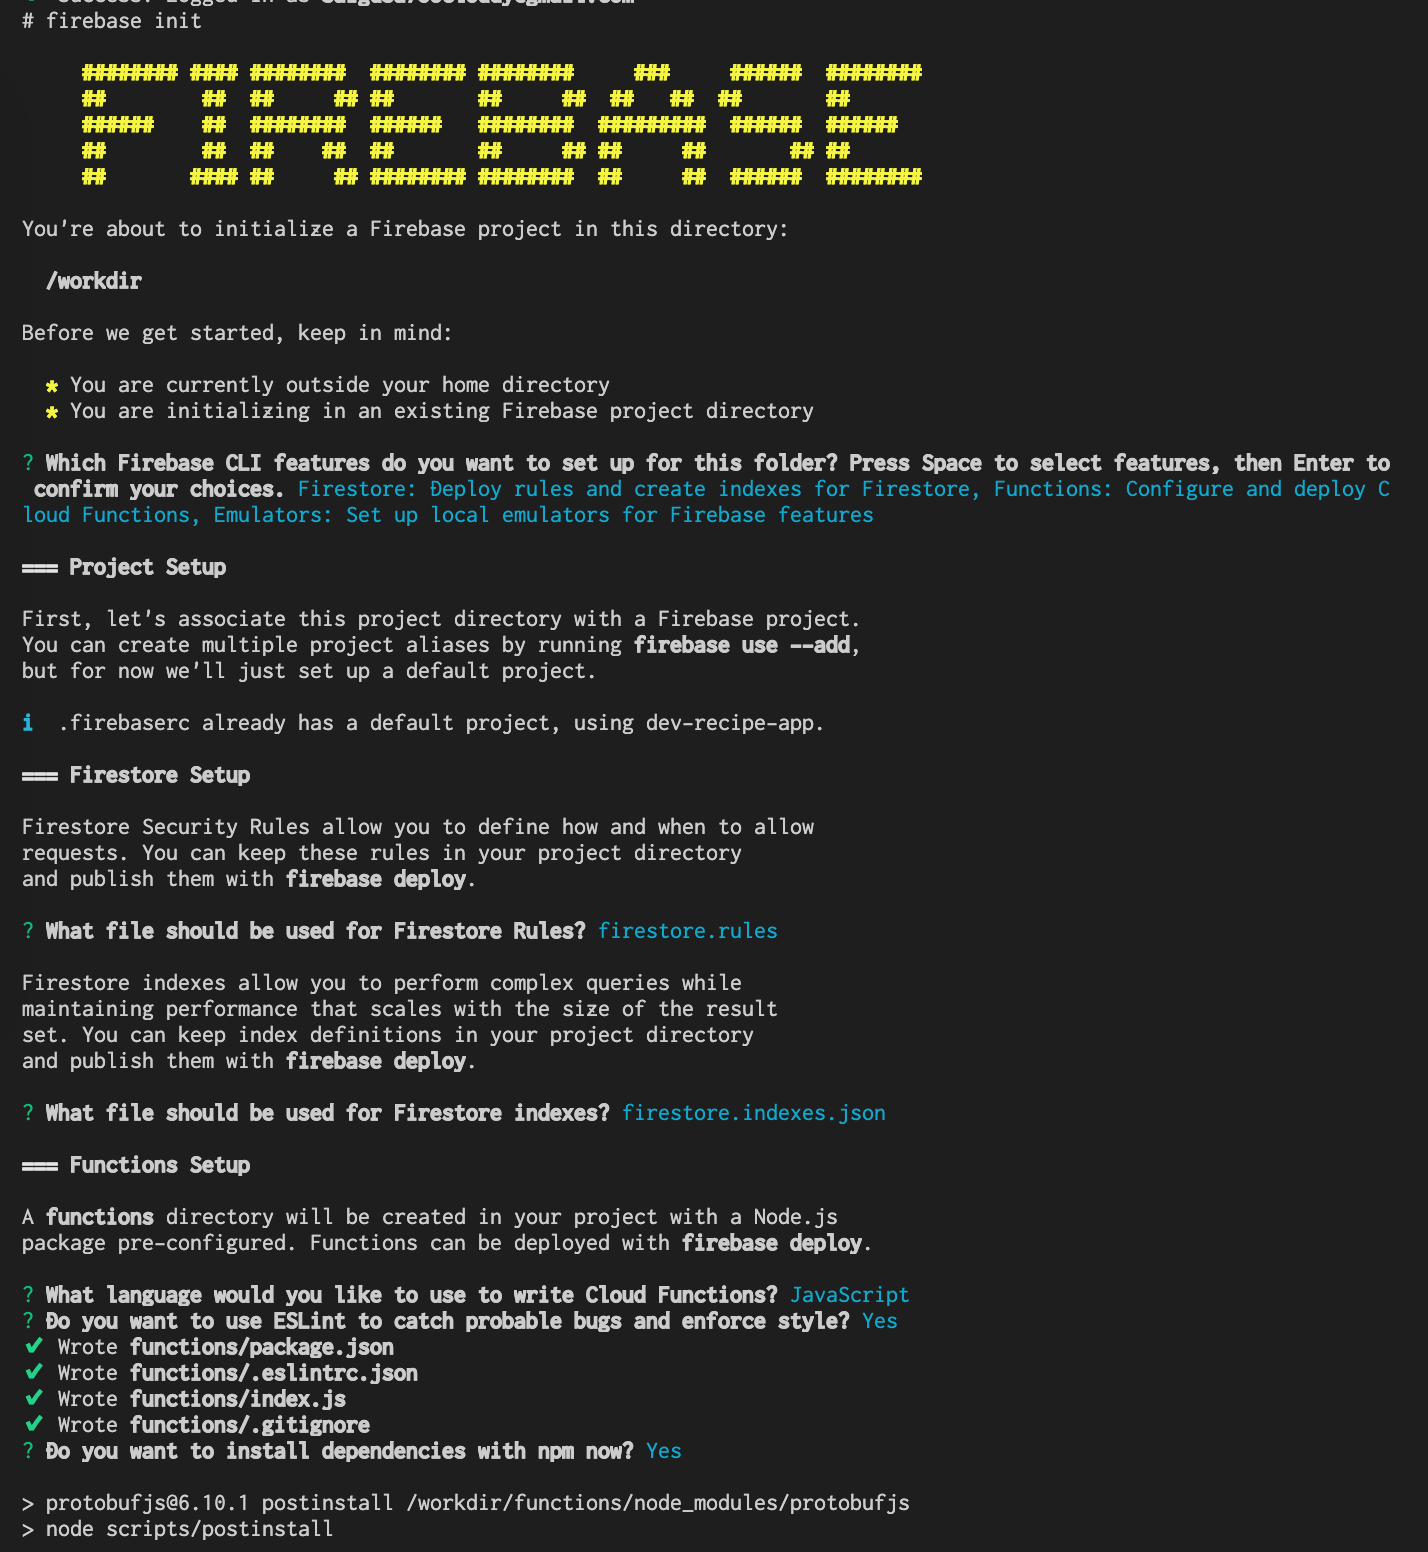 # firebase init
FIREBASE
You're about to initialize a Firebase project in this directory:
/workdir
Before we get started, keep in mind:
* You are currently outside your home directory
* You are initializing in an existing Firebase project directory
? Which Firebase CLI features do you want to set up for this folder? Press Space to select features, then Enter to
confirm your choices. Firestore: Deploy rules and create indexes for Firestore, Functions: Configure and deploy C
loud Functions, Emulators: Set up local emulators for Firebase features
=== Project Setup
First, let's associate this project directory with a Firebase project.
You can create multiple project aliases by running firebase use --add,
but for now we'll just set up a default project.
i .firebaserc already has a default project, using dev-recipe-app.
=== Firestore Setup
Firestore Security Rules allow you to define how and when to allow
requests. You can keep these rules in your project directory
and publish them with firebase deploy.
? What file should be used for Firestore Rules? firestore.rules
Firestore indexes allow you to perform complex queries while
maintaining performance that scales with the size of the result
set. You can keep index definitions in your project directory
and publish them with firebase deploy.
? What file should be used for Firestore indexes? firestore.indexes.json
=== Functions Setup
A functions directory will be created in your project with a Node.js
package pre-configured. Functions can be deployed with firebase deploy.
? What language would you like to use to write Cloud Functions? JavaScript
? Do you want to use ESLint to catch probable bugs and enforce style? Yes
✔ Wrote functions/package.json
✔ Wrote functions/.eslintrc.json
✔ Wrote functions/index.js
✔ Wrote functions/.gitignore
? Do you want to install dependencies with npm now? Yes
> protobufjs@6.10.1 postinstall /workdir/functions/node_modules/protobufjs
> node scripts/postinstall